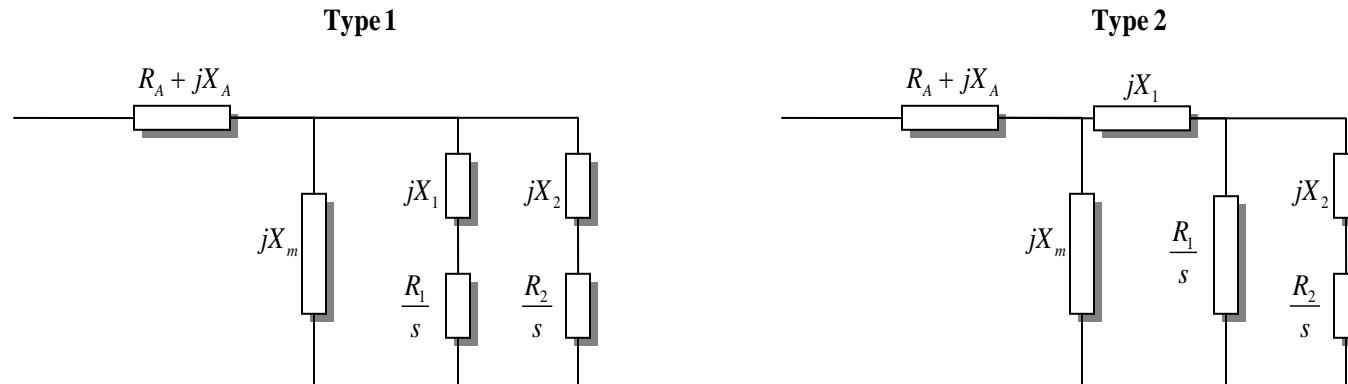 Type 1
Type 2
R_A + jX_A
R_A + jX_A
jX_1
jX_1
jX_2
jX_2
jX_m
jX_m
R_1/s
R_2/s
R_1/s
R_2/s